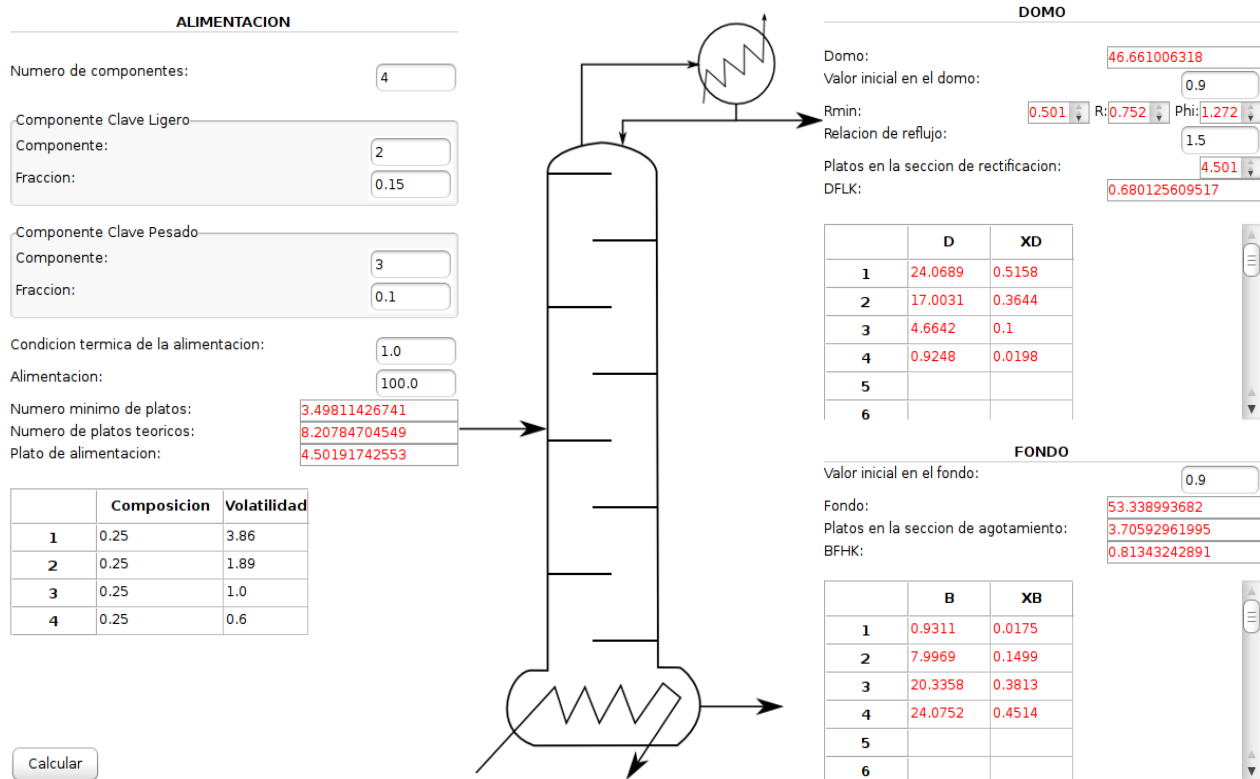 ALIMENTACION
Numero de componentes: 4
Componente Clave Ligero
Componente: 2
Fraccion: 0.15
Componente Clave Pesado
Componente: 3
Fraccion: 0.1
Condicion termica de la alimentacion: 1.0
Alimentacion: 100.0
Numero minimo de platos: 3.49811426741
Numero de platos teoricos: 8.20784704549
Plato de alimentacion: 4.50191742553
Composicion Volatilidad
1 0.25 3.86
2 0.25 1.89
3 0.25 1.0
4 0.25 0.6
Calcular
DOMO
Domo: 46.661006318
Valor inicial en el domo: 0.9
Rmin: 0.501 R: 0.752 Phi: 1.272
Relacion de reflujo: 1.5
Platos en la seccion de rectificacion: 4.501
DFLK: 0.680125609517
D XD
1 24.0689 0.5158
2 17.0031 0.3644
3 4.6642 0.1
4 0.9248 0.0198
5
6
FONDO
Valor inicial en el fondo: 0.9
Fondo: 53.338993682
Platos en la seccion de agotamiento: 3.70592961995
BFHK: 0.81343242891
B XB
1 0.9311 0.0175
2 7.9969 0.1499
3 20.3358 0.3813
4 24.0752 0.4514
5
6